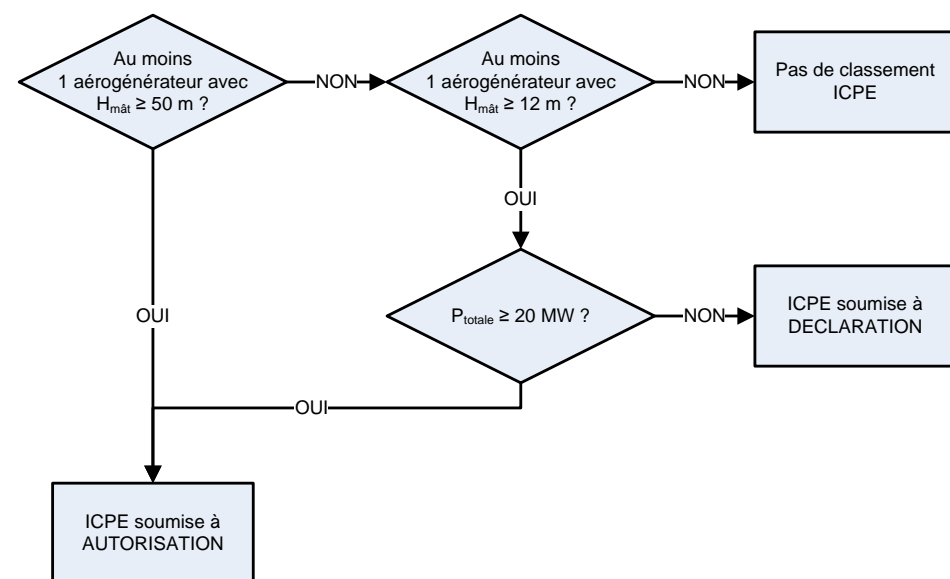 Au moins
1 aérogénérateur avec
Hmât ≥ 50 m ?
NON
Au moins
1 aérogénérateur avec
Hmât ≥ 12 m ?
NON
Pas de classement
ICPE
OUI
Ptotale ≥ 20 MW ?
NON
ICPE soumise à
DECLARATION
OUI
OUI
ICPE soumise à
AUTORISATION